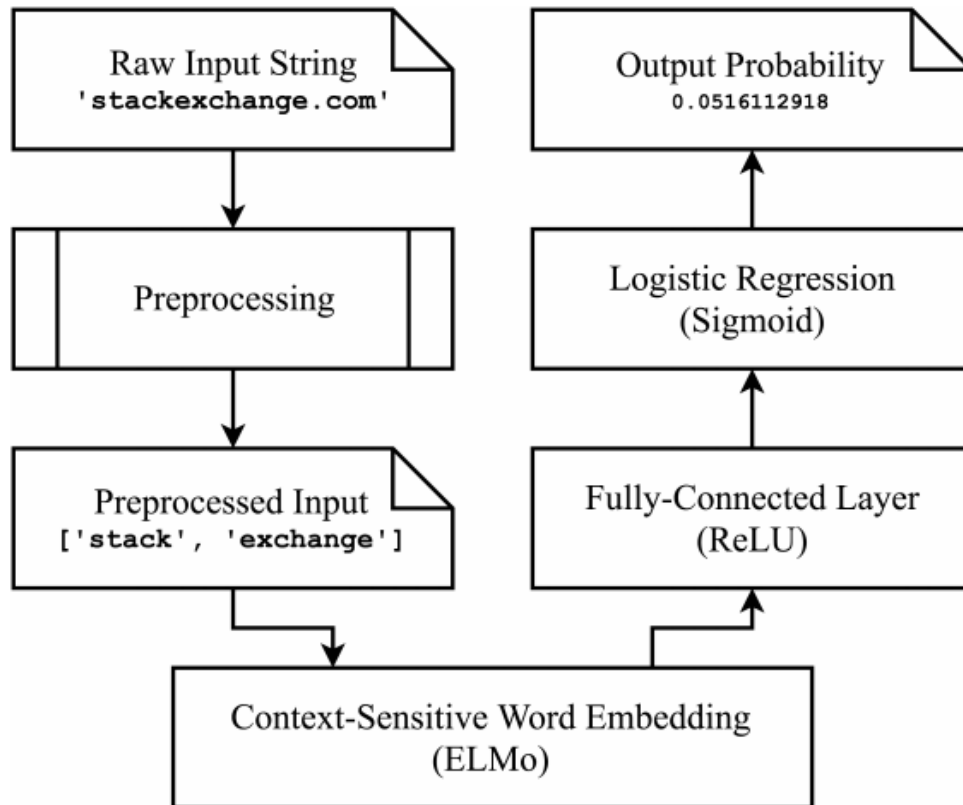 Raw Input String
'stackexchange.com'
Preprocessing
Preprocessed Input
['stack', 'exchange']
Context-Sensitive Word Embedding
(ELMo)
Fully-Connected Layer
(ReLU)
Logistic Regression
(Sigmoid)
Output Probability
0.0516112918